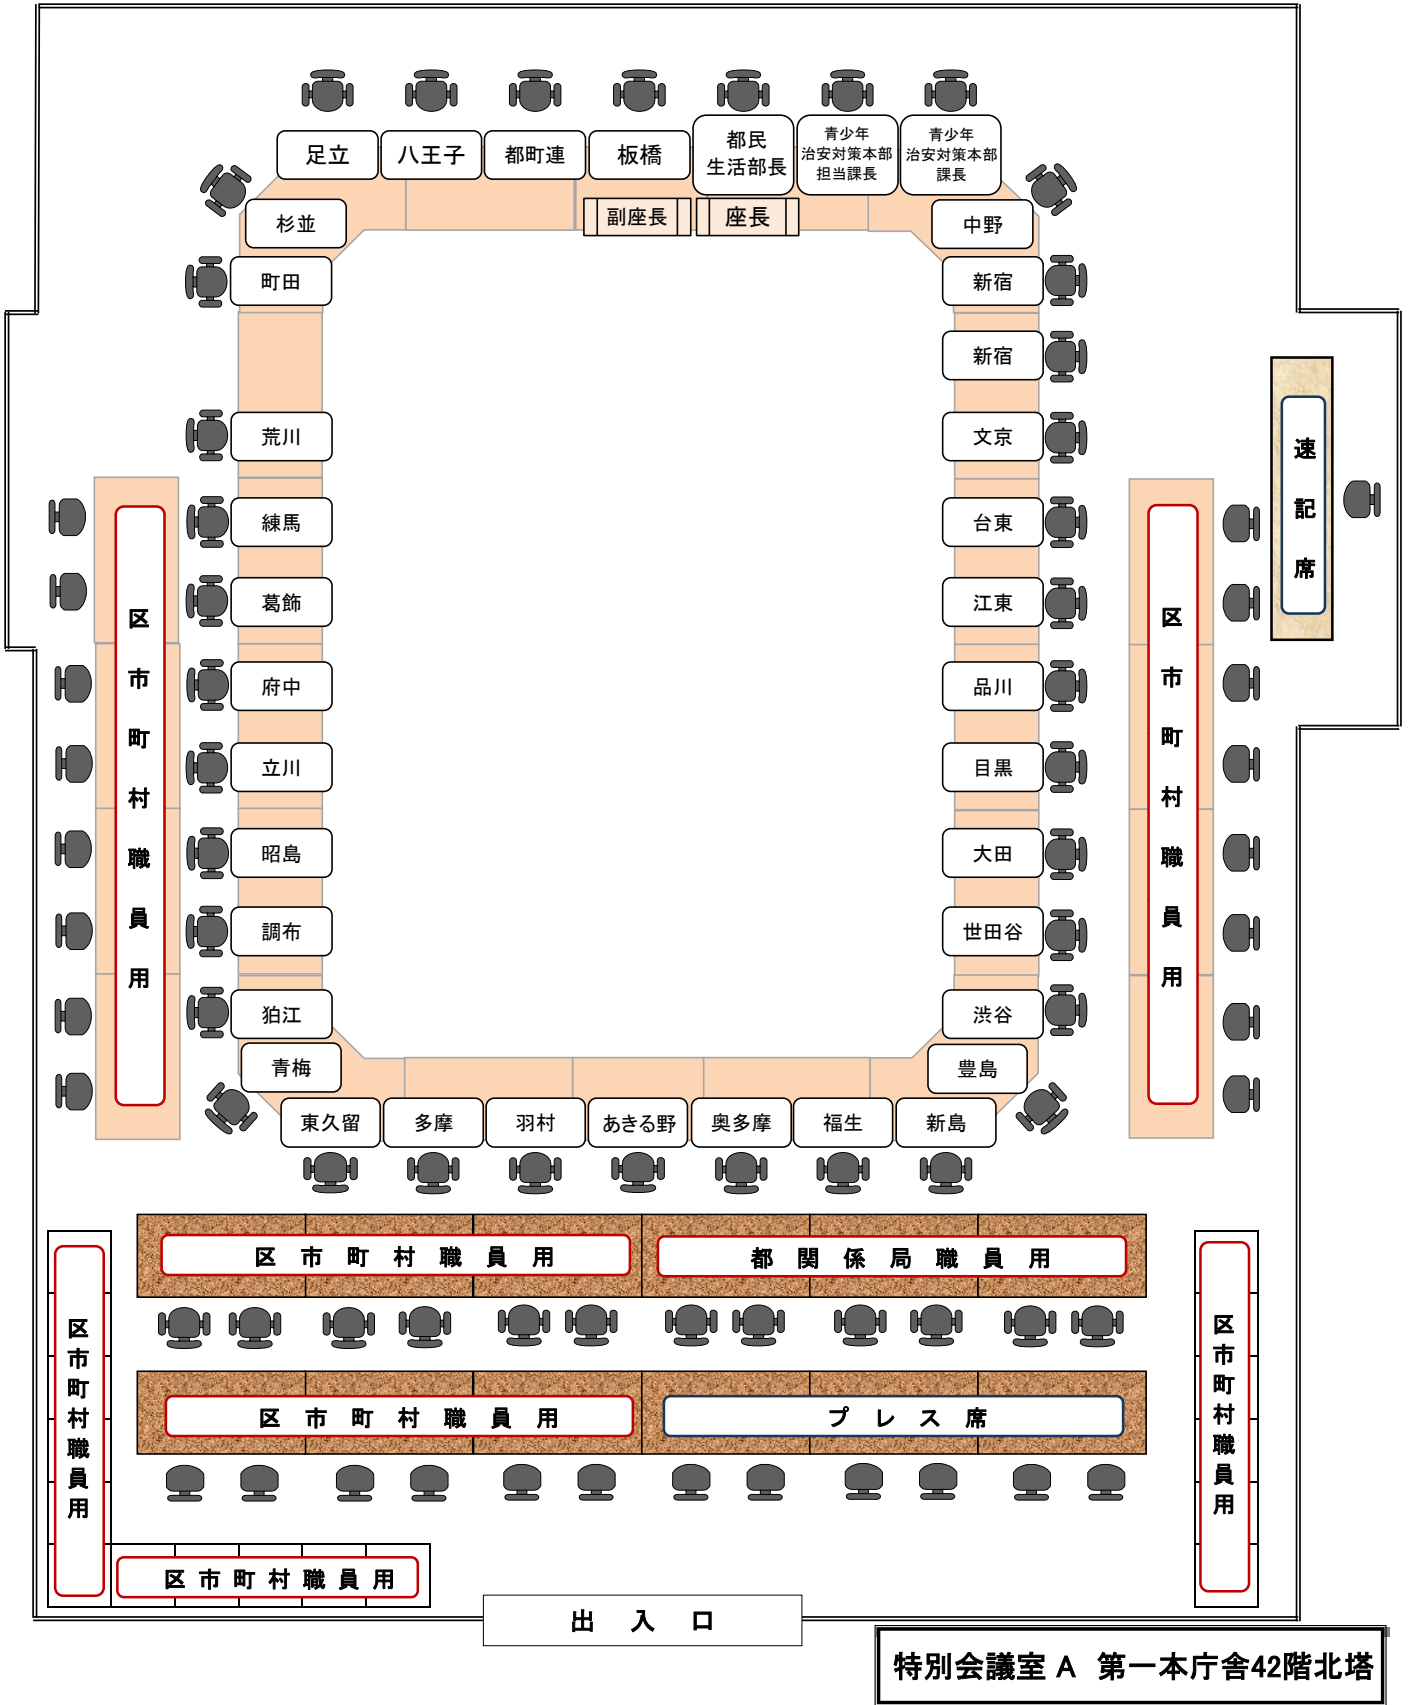 足立
八王子
都町連
板橋
都民
生活部長
青少年
治安対策本部
担当課長
青少年
治安対策本部
課長
副座長
座長
杉並
中野
町田
新宿
新宿
荒川
文京
練馬
台東
葛飾
江東
府中
品川
立川
目黒
昭島
大田
調布
世田谷
狛江
渋谷
青梅
豊島
東久留
多摩
羽村
あきる野
奥多摩
福生
新島
区市町村職員用
区市町村職員用
速記席
区市町村職員用
都関係局職員用
区市町村職員用
プレス席
区市町村職員用
区市町村職員用
区市町村職員用
出入口
特別会議室 A 第一本庁舎42階北塔